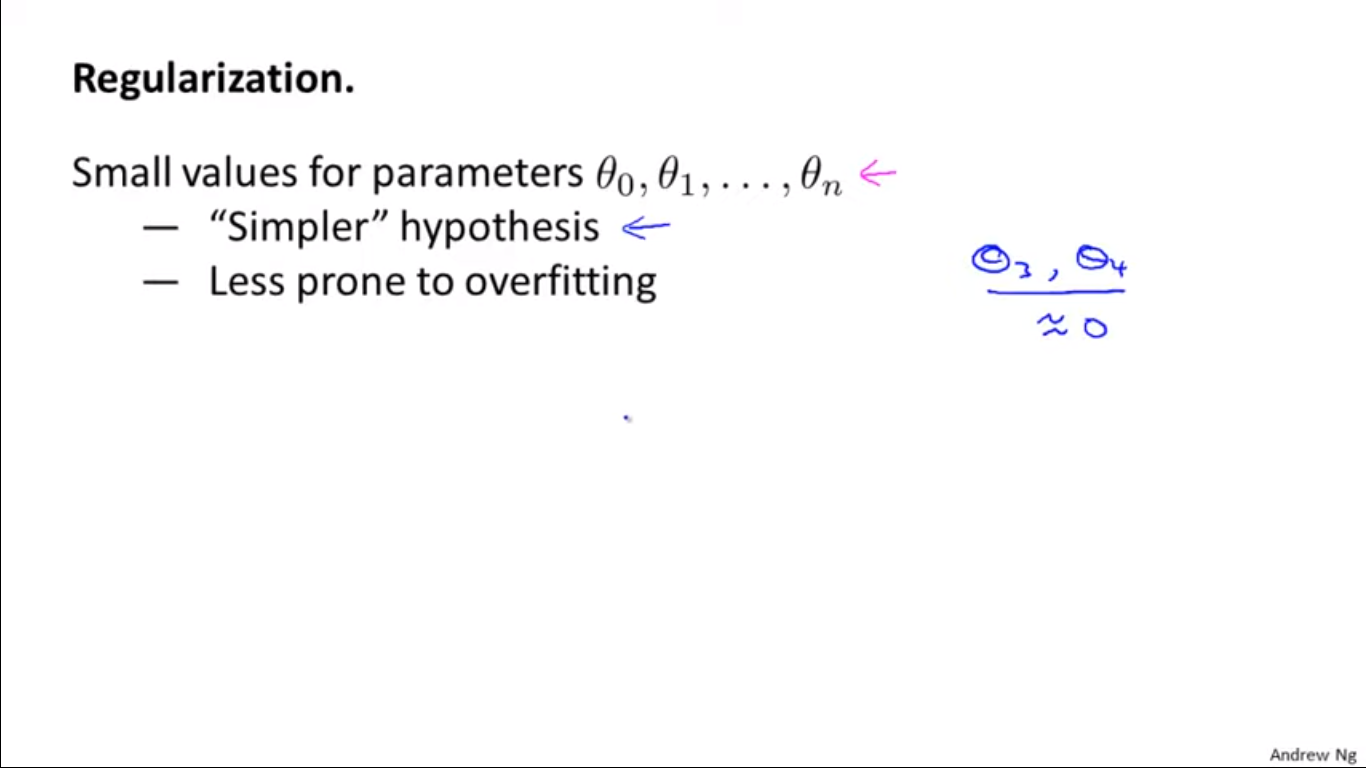 Regularization.
Small values for parameters θ₀, θ₁, . . . , θₙ ←
— “Simpler” hypothesis ←
— Less prone to overfitting
θ₃ , θ₄
≈ 0
Andrew Ng